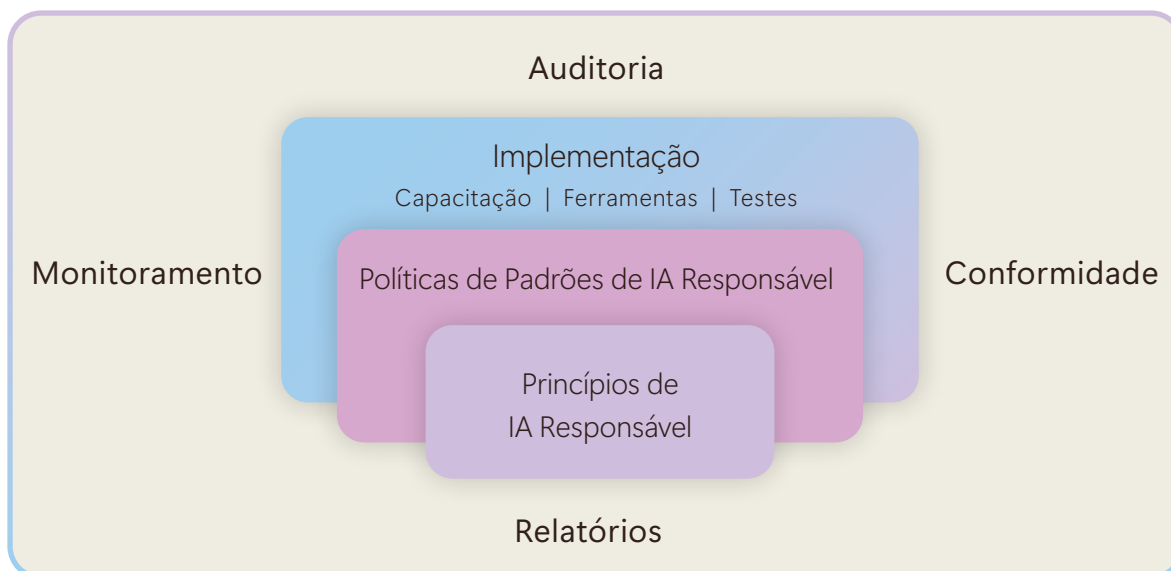 Auditoria
Implementação
Capacitação | Ferramentas | Testes
Monitoramento
Políticas de Padrões de IA Responsável
Conformidade
Princípios de
IA Responsável
Relatórios